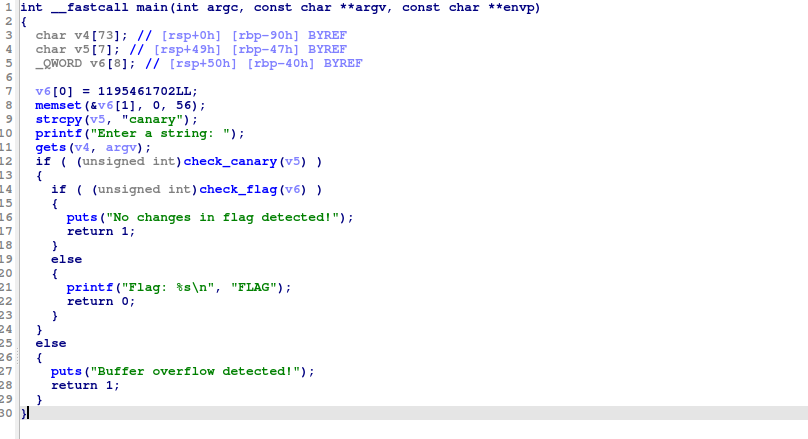 1 int __fastcall main(int argc, const char **argv, const char **envp)
2 {
3   char v4[73]; // [rsp+0h] [rbp-90h] BYREF
4   char v5[7]; // [rsp+49h] [rbp-47h] BYREF
5   _QWORD v6[8]; // [rsp+50h] [rbp-40h] BYREF
6
7   v6[0] = 1195461702LL;
8   memset(&v6[1], 0, 56);
9   strcpy(v5, "canary");
10   printf("Enter a string: ");
11   gets(v4, argv);
12   if ( (unsigned int)check_canary(v5) )
13   {
14     if ( (unsigned int)check_flag(v6) )
15     {
16       puts("No changes in flag detected!");
17       return 1;
18     }
19     else
20     {
21       printf("Flag: %s\n", "FLAG");
22       return 0;
23     }
24   }
25   else
26   {
27     puts("Buffer overflow detected!");
28     return 1;
29   }
30 }